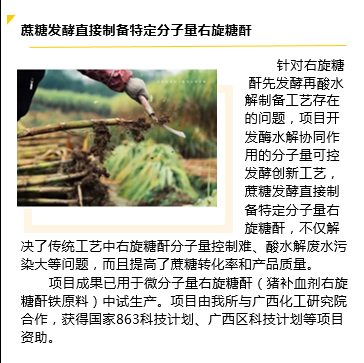 蔗糖发酵直接制备特定分子量右旋糖酐
针对右旋糖
酐先发酵再酸水
解制备工艺存在
的问题，项目开
发酶水解协同作
用的分子量可控
发酵创新工艺，
蔗糖发酵直接制
备特定分子量右
旋糖酐，不仅解
决了传统工艺中右旋糖酐分子量控制难、酸水解废水污
染大等问题，而且提高了蔗糖转化率和产品质量。
项目成果已用于微分子量右旋糖酐（猪补血剂右旋
糖酐铁原料）中试生产。项目由我所与广西化工研究院
合作，获得国家863科技计划、广西区科技计划等项目
资助。